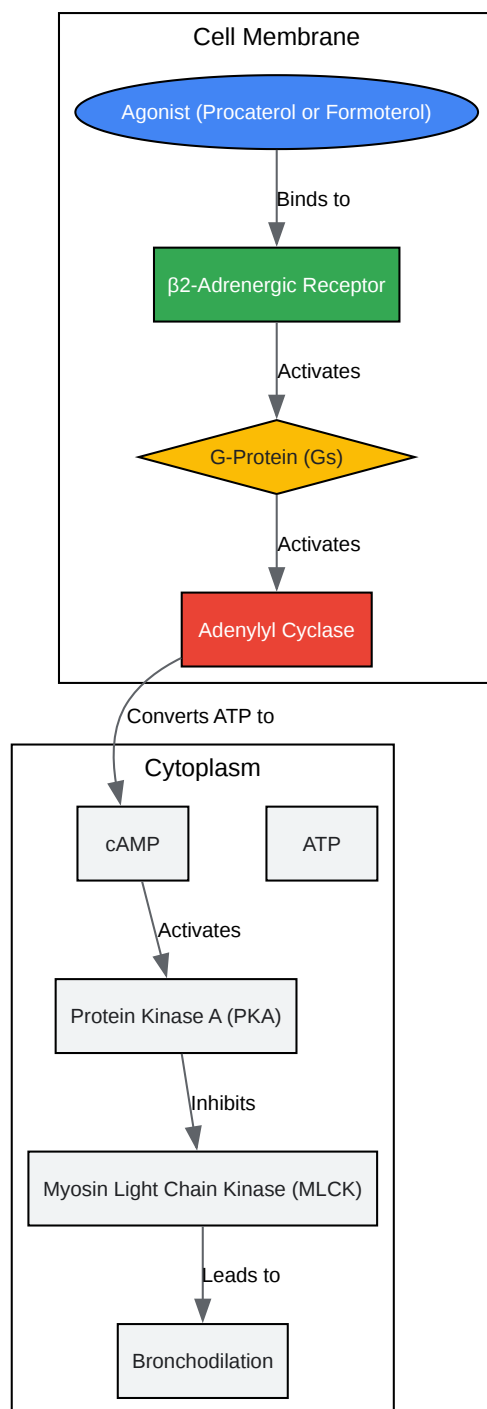 Cell Membrane
Agonist (Procaterol or Formoterol)
Binds to
β2-Adrenergic Receptor
Activates
G-Protein (Gs)
Activates
Adenylyl Cyclase
Converts ATP to
Cytoplasm
cAMP
ATP
Activates
Protein Kinase A (PKA)
Inhibits
Myosin Light Chain Kinase (MLCK)
Leads to
Bronchodilation